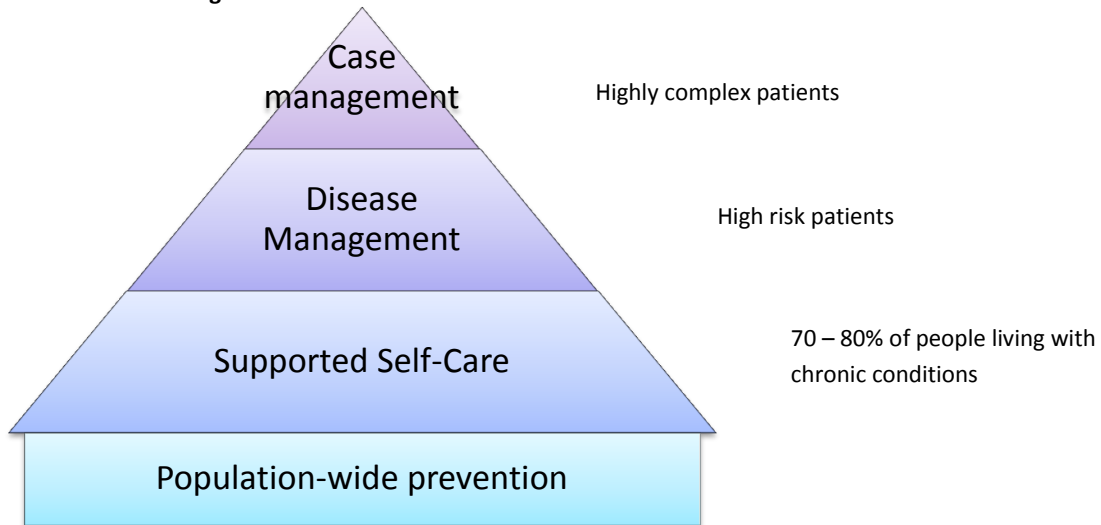 Case
management
Highly complex patients
Disease
Management
High risk patients
Supported Self-Care
70 – 80% of people living with
chronic conditions
Population-wide prevention